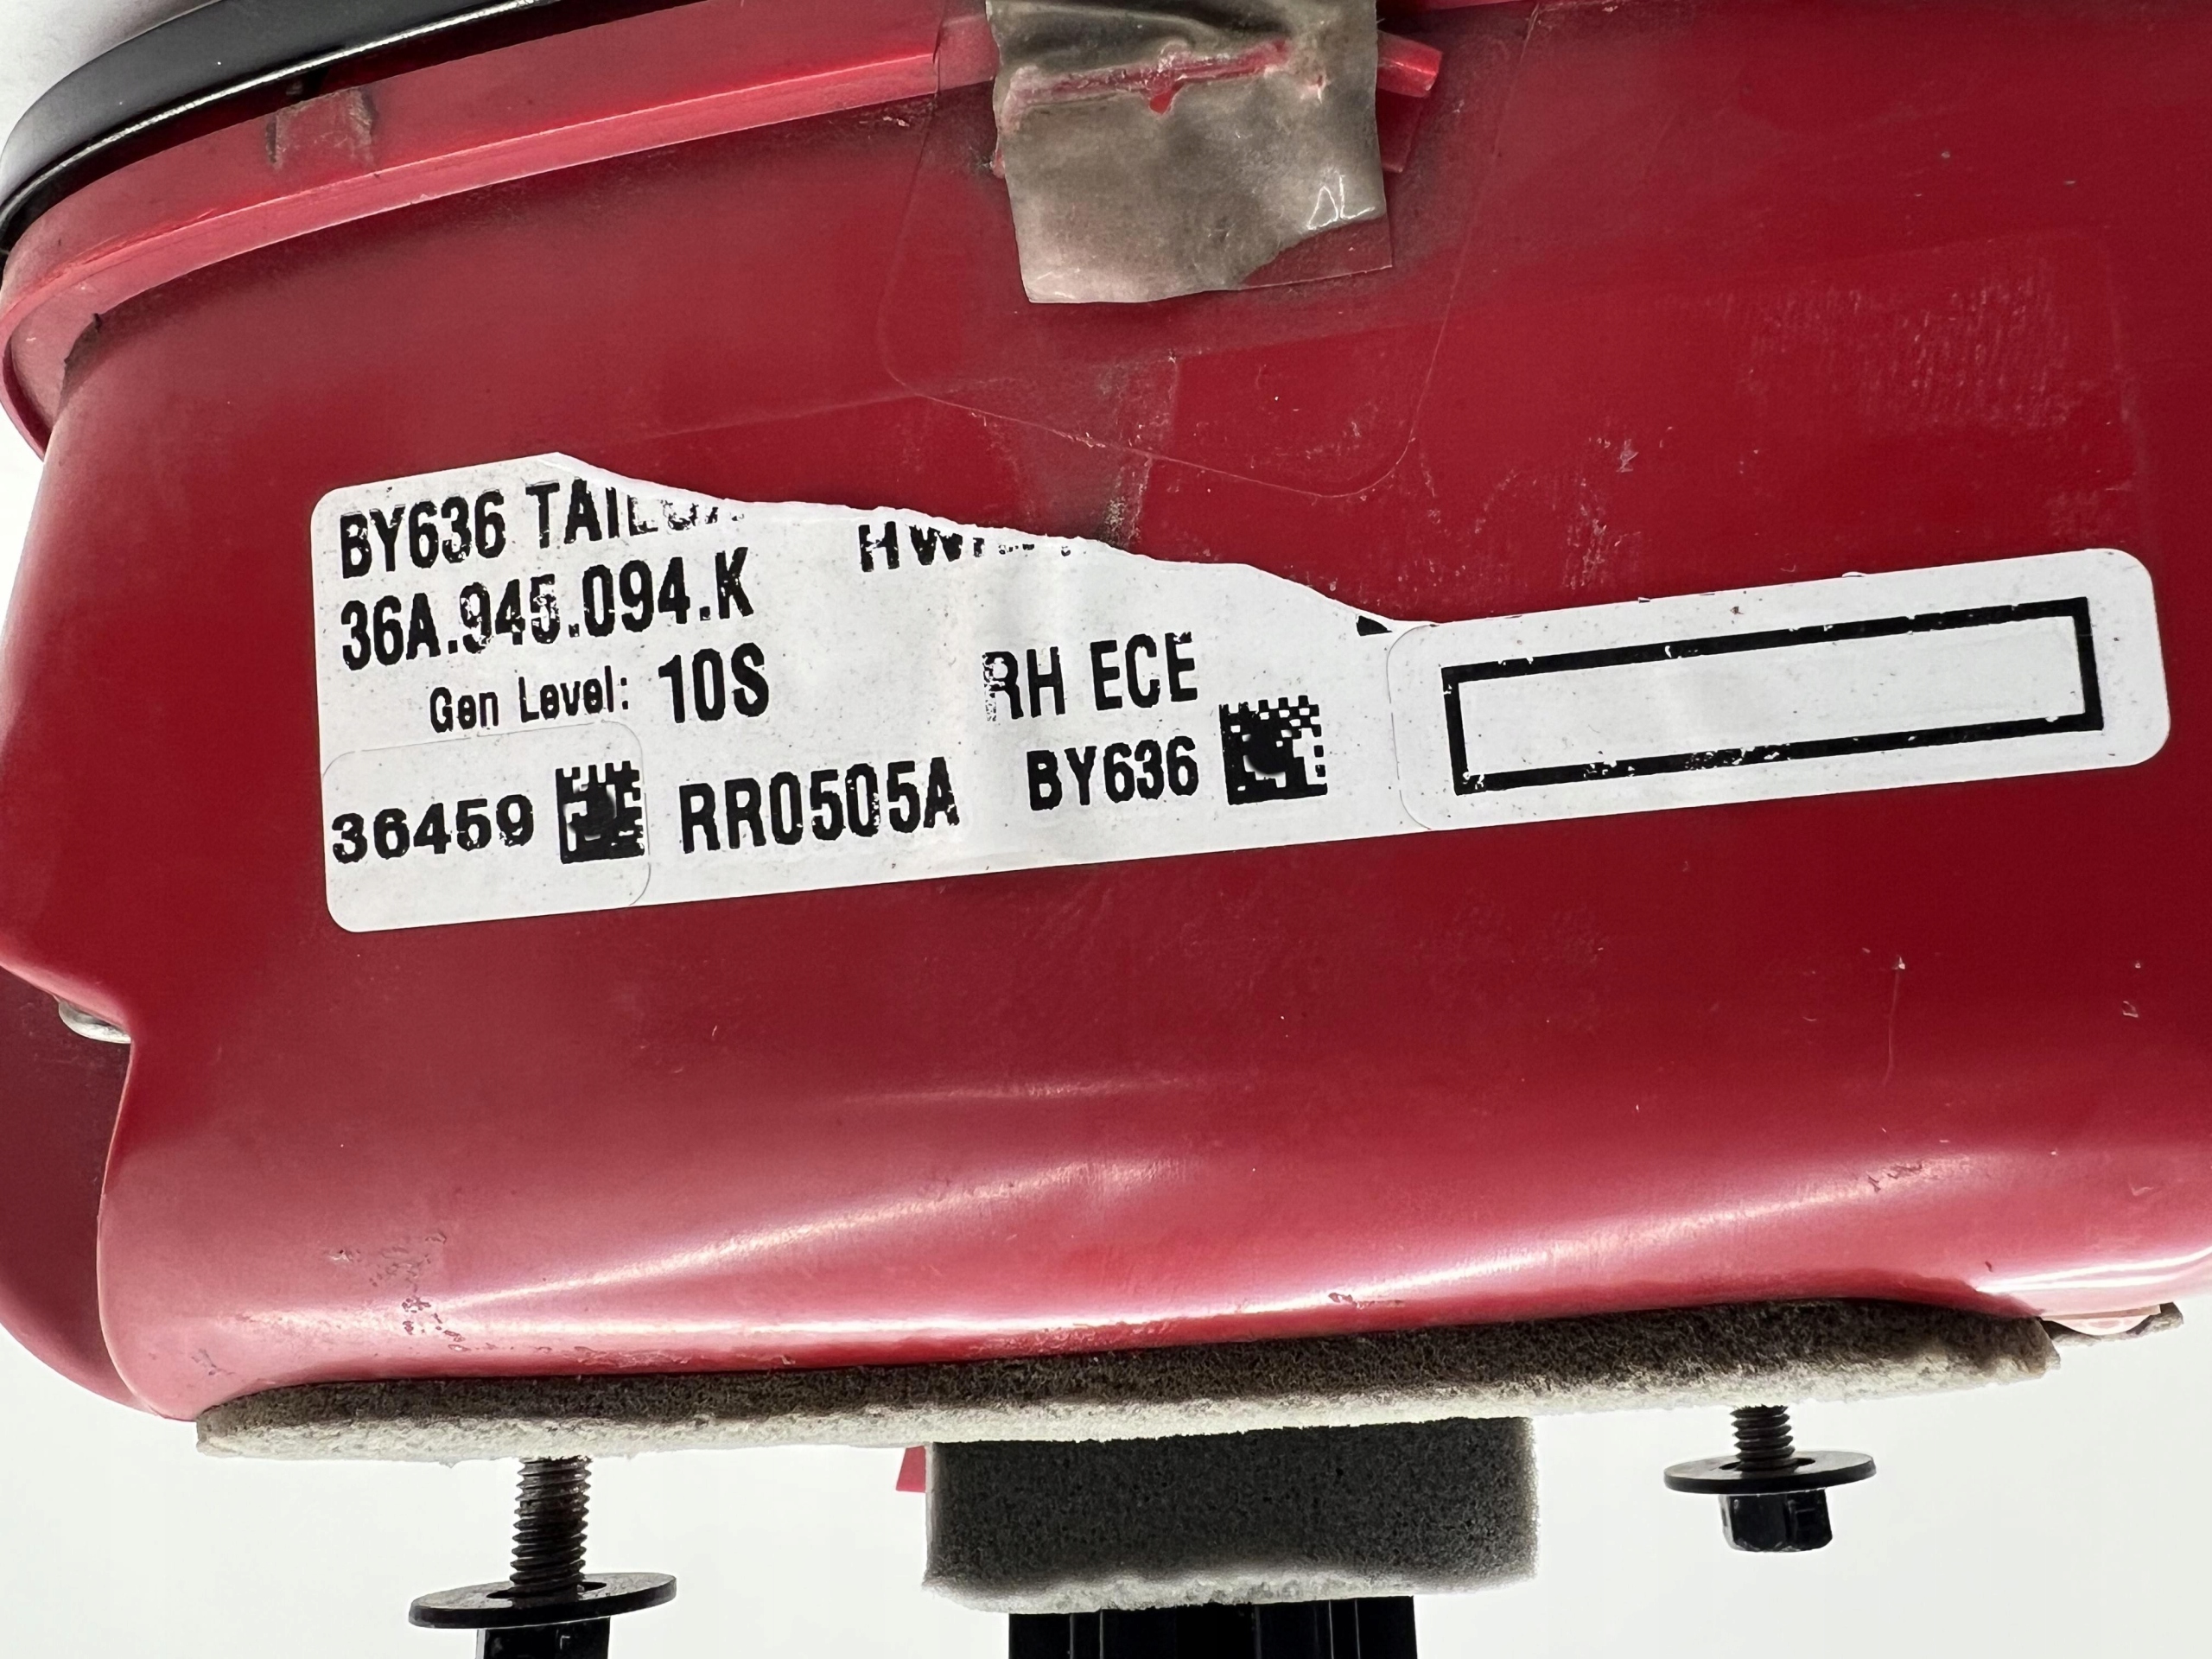 BY636
36A.945.094.K
Gen Level: 10S
RH ECE
36459 RR0505A BY636